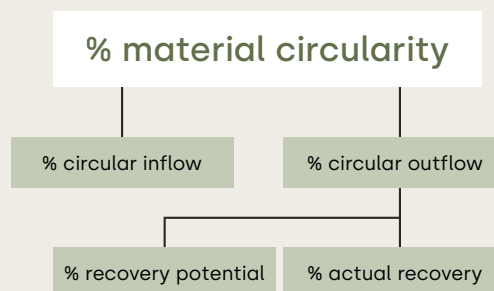 % material circularity
% circular inflow
% circular outflow
% recovery potential
% actual recovery